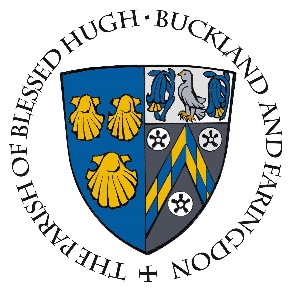 THE PARISH OF BLESSED HUGH · BUCKLAND AND FARINGDON